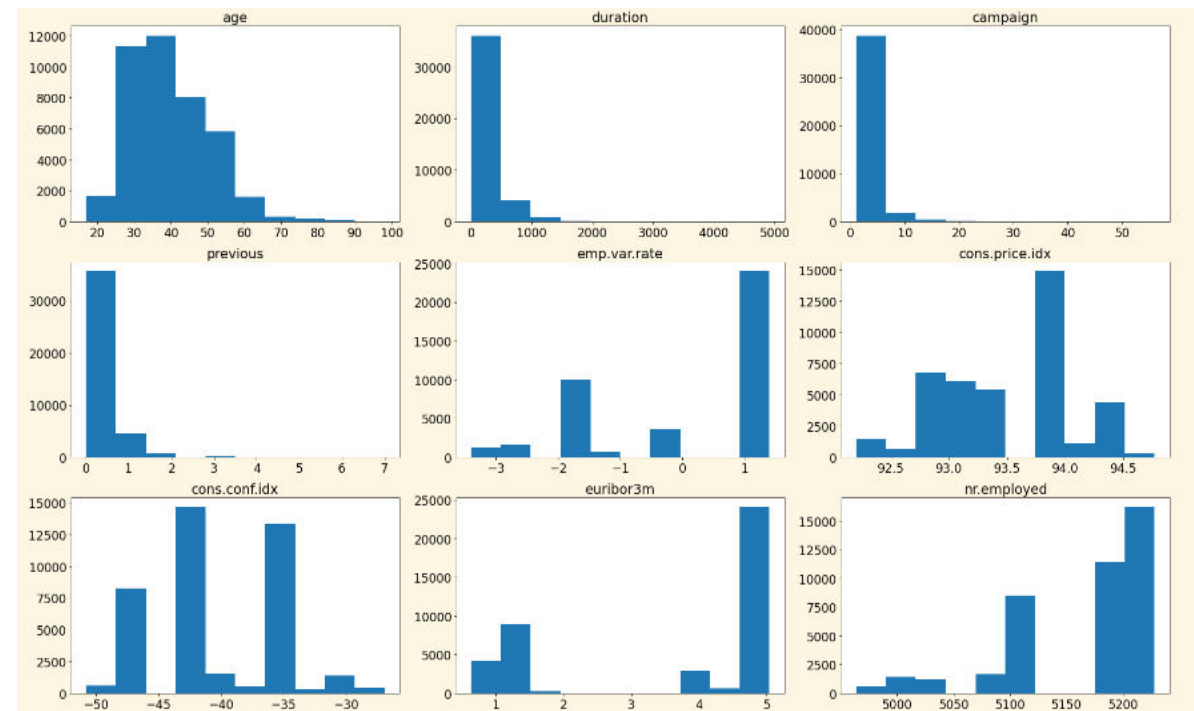 age
12000
10000
8000
6000
4000
2000
0
20 30 40 50 60 70 80 90 100
duration
30000
20000
10000
0
0 1000 2000 3000 4000 5000
campaign
40000
30000
20000
10000
0
0 10 20 30 40 50
previous
30000
20000
10000
0
0 1 2 3 4 5 6 7
emp.var.rate
25000
20000
15000
10000
5000
0
−3 −2 −1 0 1
cons.price.idx
15000
12500
10000
7500
5000
2500
0
92.5 93.0 93.5 94.0 94.5
cons.conf.idx
15000
12500
10000
7500
5000
2500
0
−50 −45 −40 −35 −30
euribor3m
25000
20000
15000
10000
5000
0
1 2 3 4 5
nr.employed
15000
12500
10000
7500
5000
2500
0
5000 5050 5100 5150 5200